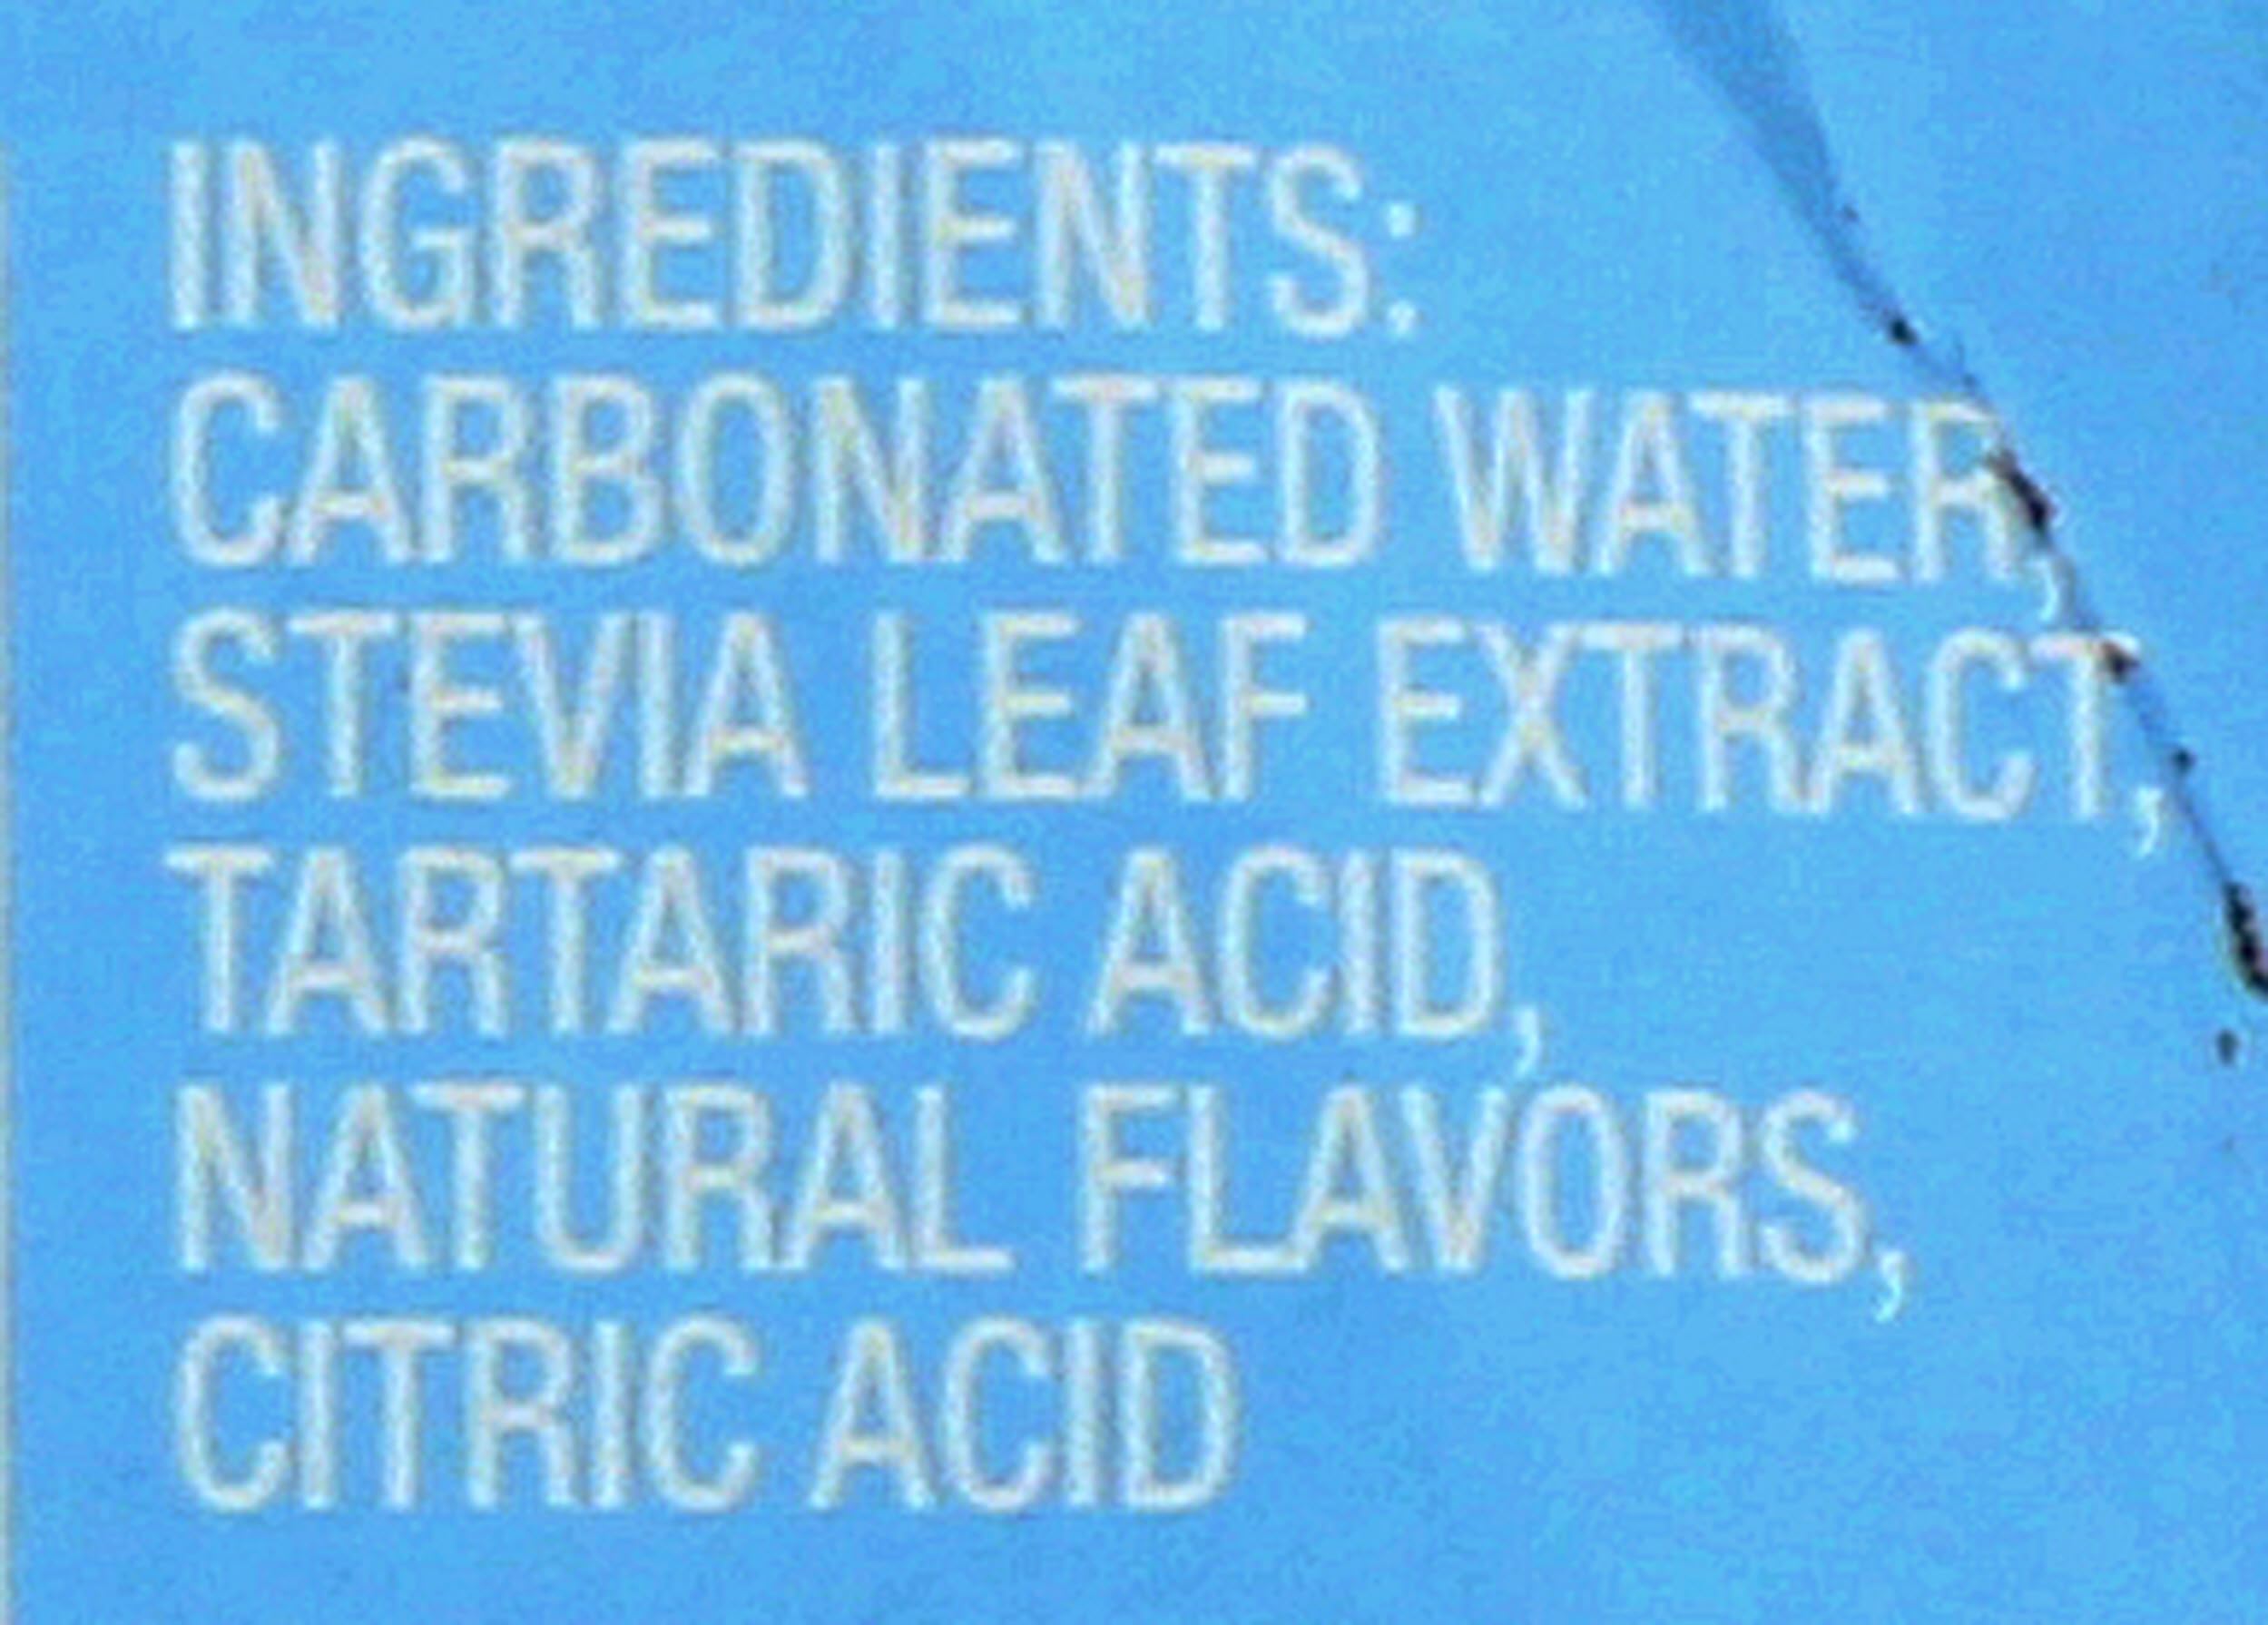 INGREDIENTS:
CARBONATED WATER,
STEVIA LEAF EXTRACT,
TARTARIC ACID,
NATURAL FLAVORS,
CITRIC ACID